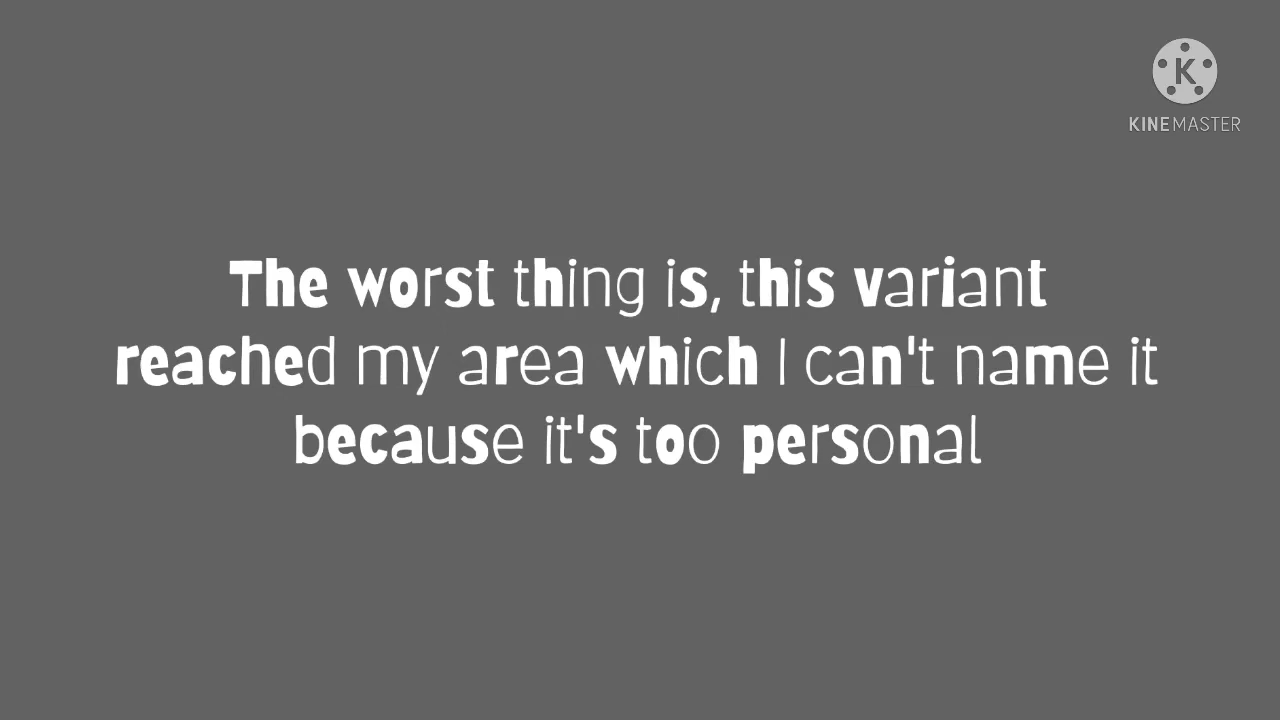 K
KINEMASTER
The worst thing is, this variant
reached my area which I can't name it
because it's too personal